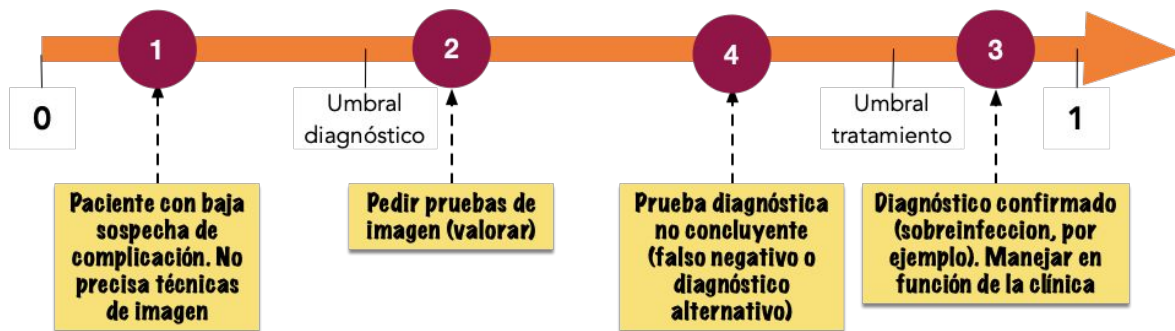 1
2
4
3
0
Umbral
diagnóstico
Umbral
tratamiento
1
Paciente con baja
sospecha de
complicación. No
precisa técnicas
de imagen
Pedir pruebas de
imagen (valorar)
Prueba diagnóstica
no concluyente
(falso negativo o
diagnóstico
alternativo)
Diagnóstico confirmado
(sobreinfeccion, por
ejemplo). Manejar en
función de la clínica